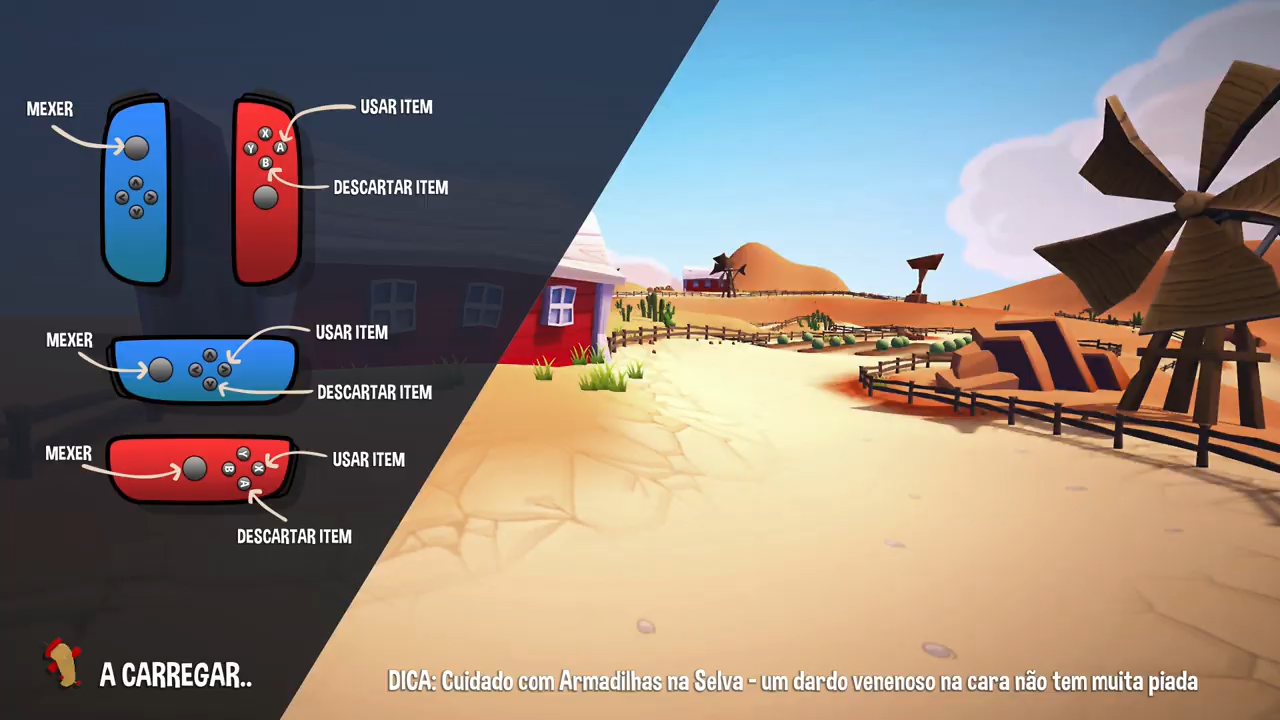 MEXER
USAR ITEM
X
Y
A
B
DESCARTAR ITEM
MEXER
USAR ITEM
DESCARTAR ITEM
MEXER
Y
B
X
A
USAR ITEM
DESCARTAR ITEM
A CARREGAR..
DICA: Cuidado com Armadilhas na Selva - um dardo venenoso na cara não tem muita piada